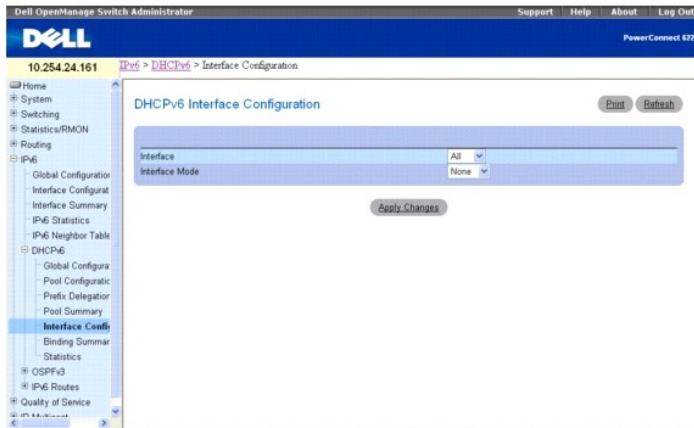 Dell OpenManage Switch Administrator
Support Help About Log Out
DELL
PowerConnect 622
10.254.24.161
IPv6 > DHCPv6 > Interface Configuration
Home
System
Switching
Statistics/RMON
Routing
IPv6
Global Configuration
Interface Configurat
Interface Summary
IPv6 Statistics
IPv6 Neighbor Table
DHCPv6
Global Configura
Pool Configuratic
Prefix Delegation
Pool Summary
Interface Config
Binding Summar
Statistics
OSPFv3
IPv6 Routes
Quality of Service
DHCPv6 Interface Configuration
Print Refresh
Interface All
Interface Mode None
Apply Changes